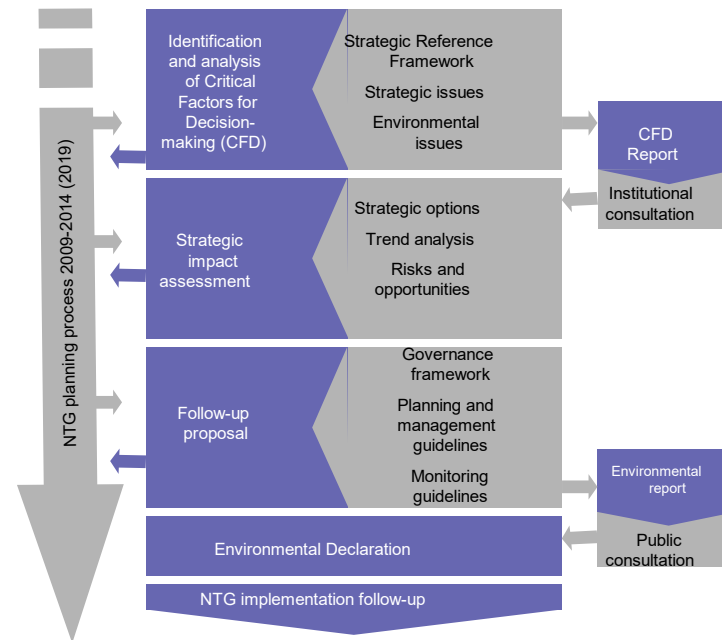 NTG planning process 2009-2014 (2019)
Identification
and analysis
of Critical
Factors for
Decision-
making (CFD)
Strategic Reference
Framework
Strategic issues
Environmental
issues
CFD
Report
Institutional
consultation
Strategic
impact
assessment
Strategic options
Trend analysis
Risks and
opportunities
Follow-up
proposal
Governance
framework
Planning and
management
guidelines
Monitoring
guidelines
Environmental
report
Public
consultation
Environmental Declaration
NTG implementation follow-up